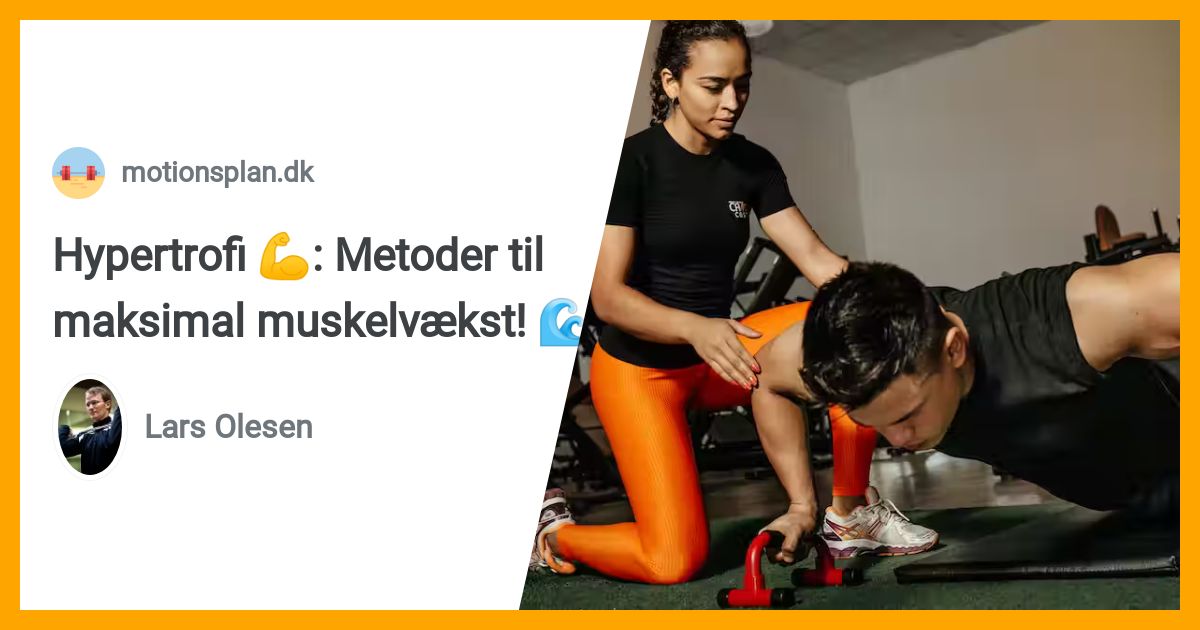 motionsplan.dk
Hypertrofi 💪: Metoder til
maksimal muskelvækst! 🌊
Lars Olesen